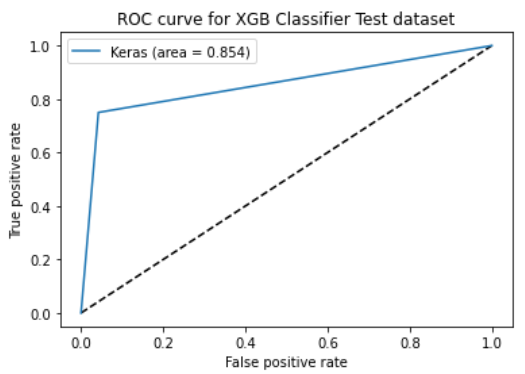 ROC curve for XGB Classifier Test dataset
Keras (area = 0.854)
True positive rate
1.0
0.8
0.6
0.4
0.2
0.0
0.0 0.2 0.4 0.6 0.8 1.0
False positive rate